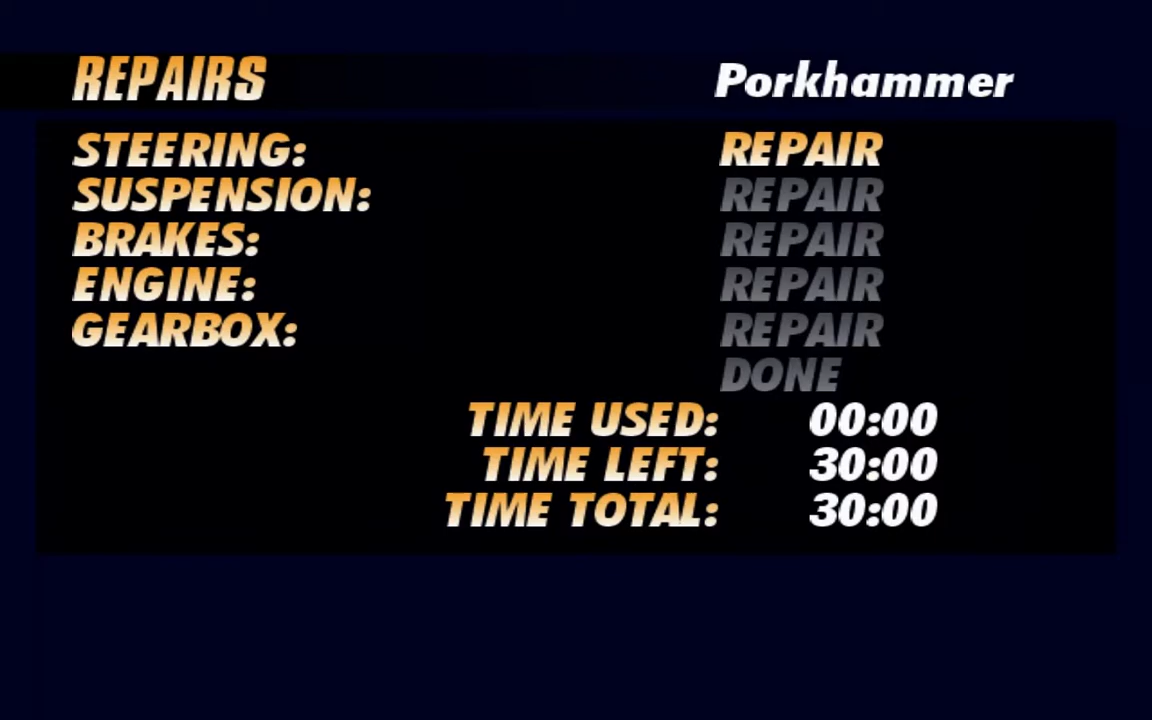 REPAIRS Porkhammer
STEERING: REPAIR
SUSPENSION: REPAIR
BRAKES: REPAIR
ENGINE: REPAIR
GEARBOX: REPAIR
DONE
TIME USED: 00:00
TIME LEFT: 30:00
TIME TOTAL: 30:00